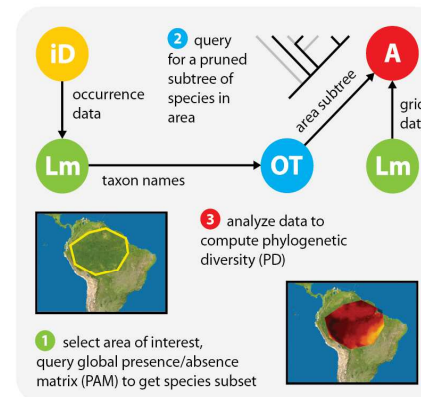 iD
2 query
for a pruned
subtree of
species in
area
A
occurrence
data
area subtree
Lm
taxon names
OT
Lm
3 analyze data to
compute phylogenetic
diversity (PD)
1 select area of interest,
query global presence/absence
matrix (PAM) to get species subset